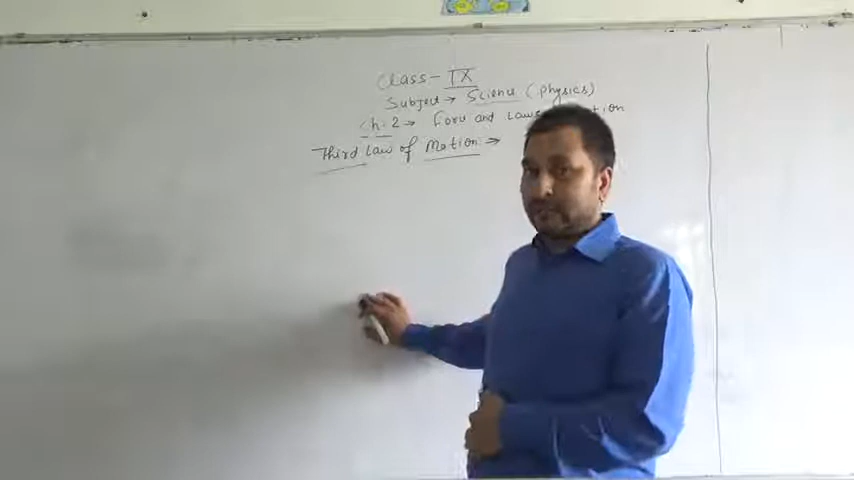 Class - IX
Subject → Science (Physics)
Ch-2 → Force and Laws
Third Law of Motion →